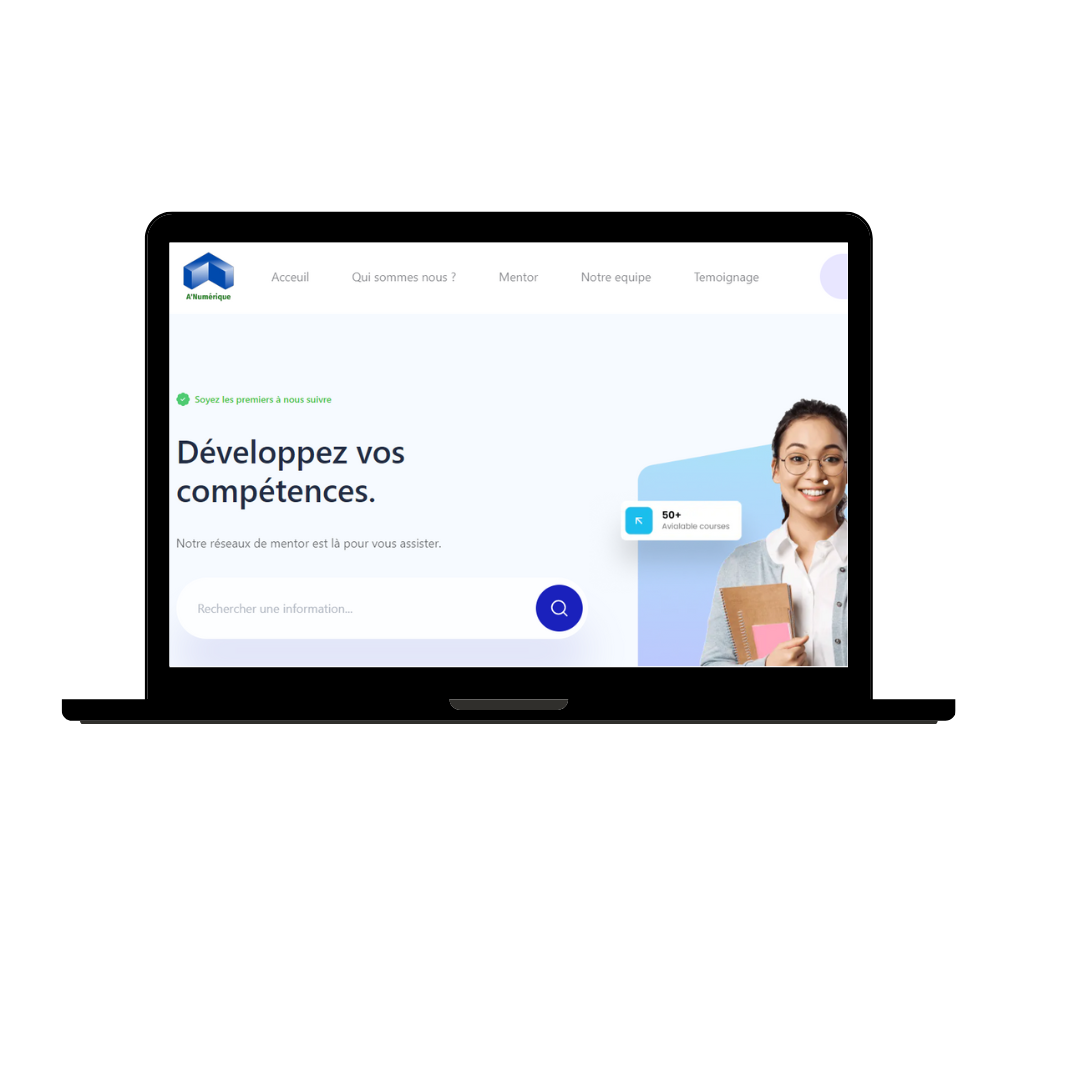 A'Numérique
Acceuil
Qui sommes nous ?
Mentor
Notre equipe
Temoignage
Soyez les premiers à nous suivre
Développez vos
compétences.
Notre réseaux de mentor est là pour vous assister.
Rechercher une information...
50+
Avialable courses